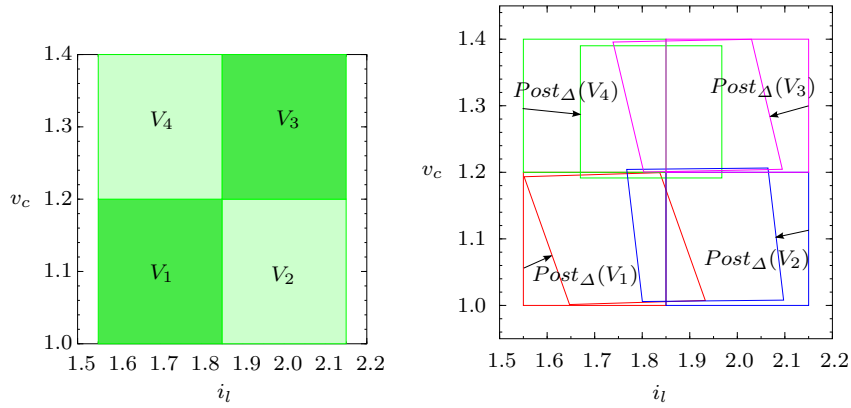 1.4
1.3
1.2
1.1
1.0
v_c
V_4
V_3
V_1
V_2
1.5 1.6 1.7 1.8 1.9 2.0 2.1 2.2
i_l
1.4
1.3
1.2
1.1
1.0
v_c
Post_Δ(V_4)
Post_Δ(V_3)
Post_Δ(V_1)
Post_Δ(V_2)
1.5 1.6 1.7 1.8 1.9 2.0 2.1 2.2
i_l